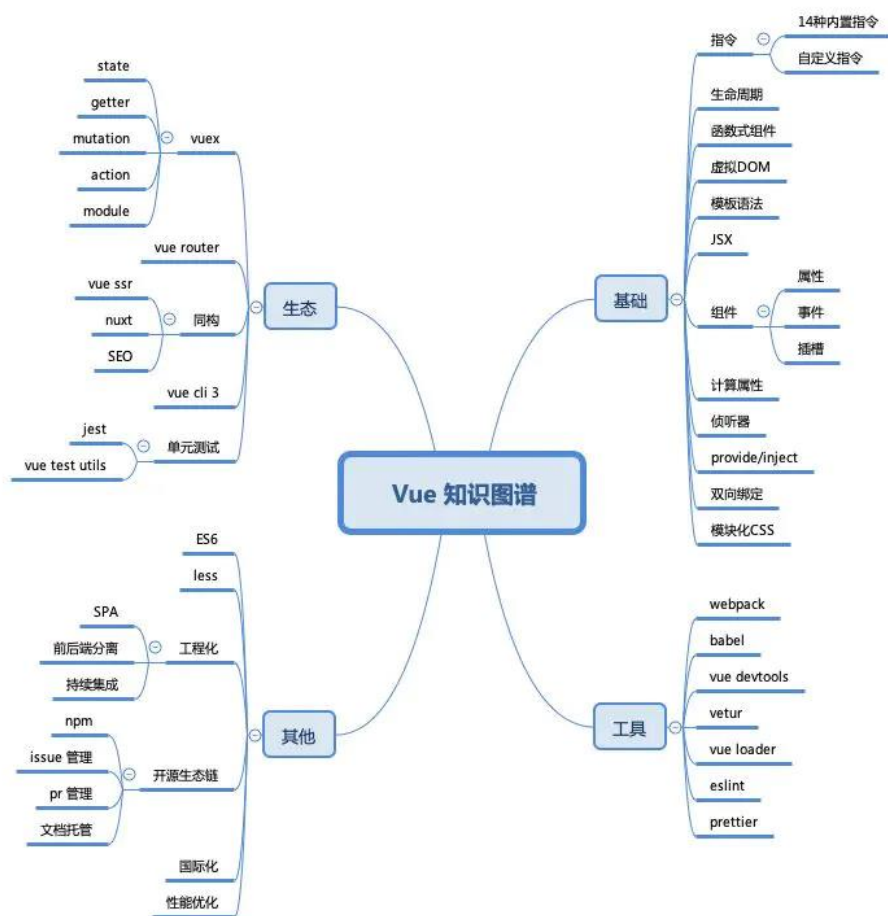 Vue 知识图谱
基础
指令
14种内置指令
自定义指令
生命周期
函数式组件
虚拟DOM
模板语法
JSX
组件
属性
事件
插槽
计算属性
侦听器
provide/inject
双向绑定
模块化CSS
工具
webpack
babel
vue devtools
vetur
vue loader
eslint
prettier
生态
vuex
state
getter
mutation
action
module
vue router
同构
vue ssr
nuxt
SEO
vue cli 3
单元测试
jest
vue test utils
其他
ES6
less
工程化
SPA
前后端分离
持续集成
开源生态链
npm
issue 管理
pr 管理
文档托管
国际化
性能优化